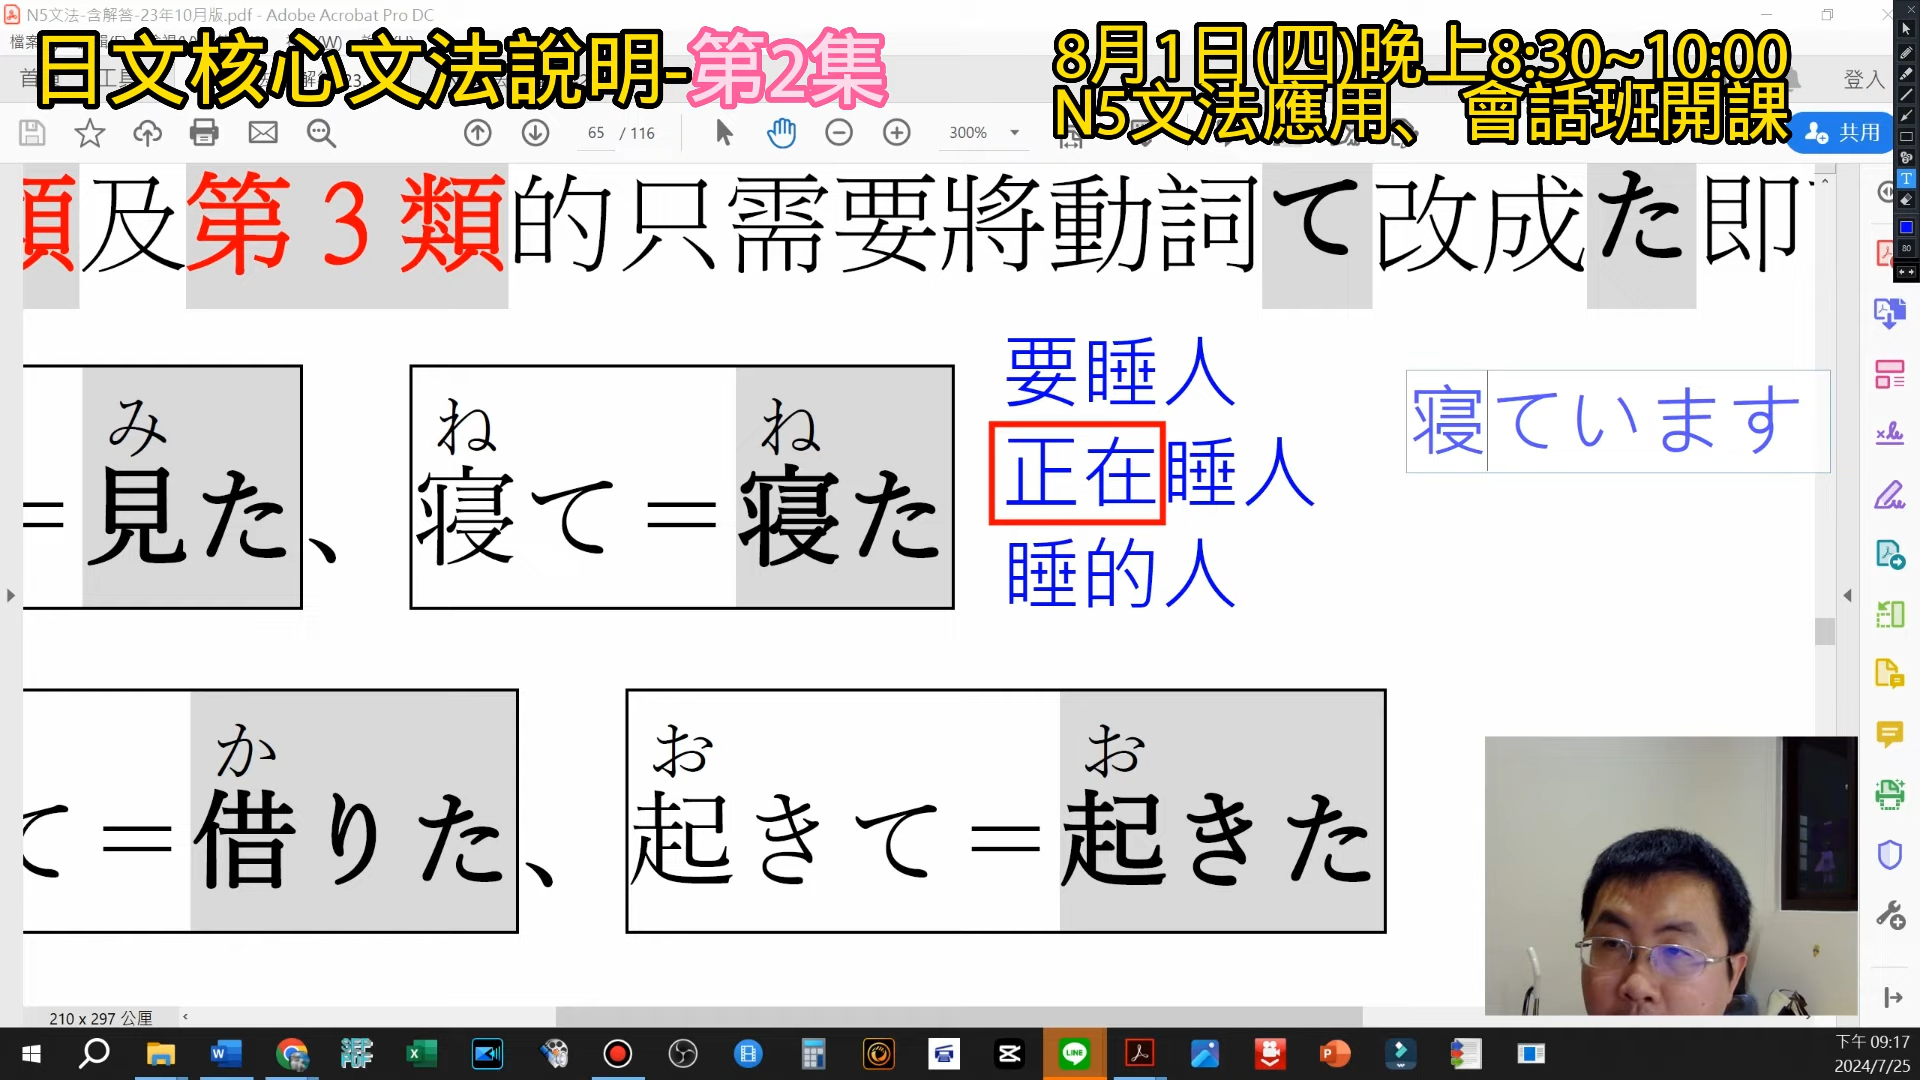 N5文法-含解答-23年10月版.pdf - Adobe Acrobat Pro DC
日文核心文法說明-第2集
8月1日(四)晚上8:30~10:00
N5文法應用、會話班開課
登入
65 / 116
300%
共用
類及第3類的只需要將動詞て改成た即
み
=見た、
ね ね
寝て=寝た
要睡人
正在睡人
睡的人
寝ています
か
て=借りた、
お お
起きて=起きた
210 x 297 公厘
下午 09:17
2024/7/25